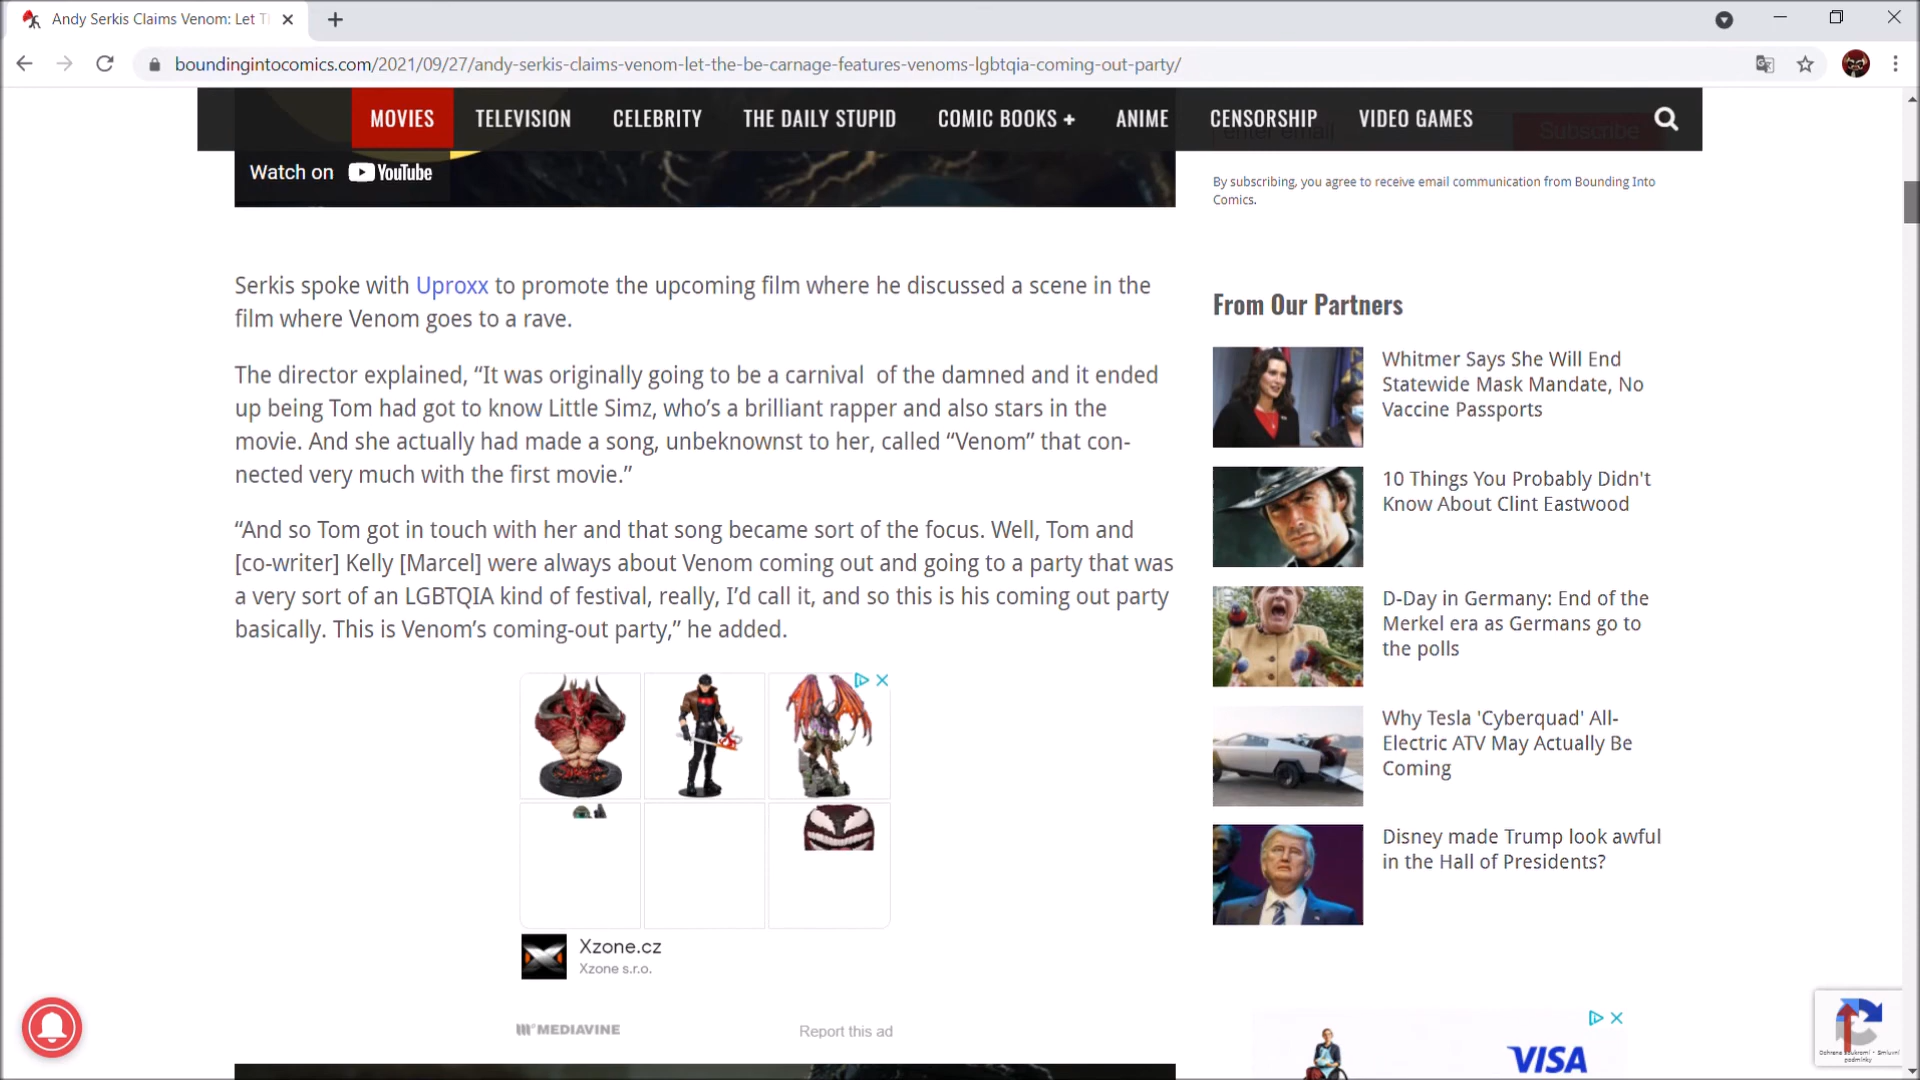 Andy Serkis Claims Venom: Let T
boundingintocomics.com/2021/09/27/andy-serkis-claims-venom-let-the-be-carnage-features-venoms-lgbtqia-coming-out-party/
MOVIES TELEVISION CELEBRITY THE DAILY STUPID COMIC BOOKS + ANIME CENSORSHIP VIDEO GAMES
enter email Subscribe
Watch on YouTube
By subscribing, you agree to receive email communication from Bounding Into
Comics.
Serkis spoke with Uproxx to promote the upcoming film where he discussed a scene in the
film where Venom goes to a rave.
The director explained, “It was originally going to be a carnival  of the damned and it ended
up being Tom had got to know Little Simz, who’s a brilliant rapper and also stars in the
movie. And she actually had made a song, unbeknownst to her, called “Venom” that con-
nected very much with the first movie.”
“And so Tom got in touch with her and that song became sort of the focus. Well, Tom and
[co-writer] Kelly [Marcel] were always about Venom coming out and going to a party that was
a very sort of an LGBTQIA kind of festival, really, I’d call it, and so this is his coming out party
basically. This is Venom’s coming-out party,” he added.
Xzone.cz
Xzone s.r.o.
MEDIAVINE
Report this ad
From Our Partners
Whitmer Says She Will End
Statewide Mask Mandate, No
Vaccine Passports
10 Things You Probably Didn't
Know About Clint Eastwood
D-Day in Germany: End of the
Merkel era as Germans go to
the polls
Why Tesla 'Cyberquad' All-
Electric ATV May Actually Be
Coming
Disney made Trump look awful
in the Hall of Presidents?
VISA
Ochrana soukromí - Smluvní
podmínky